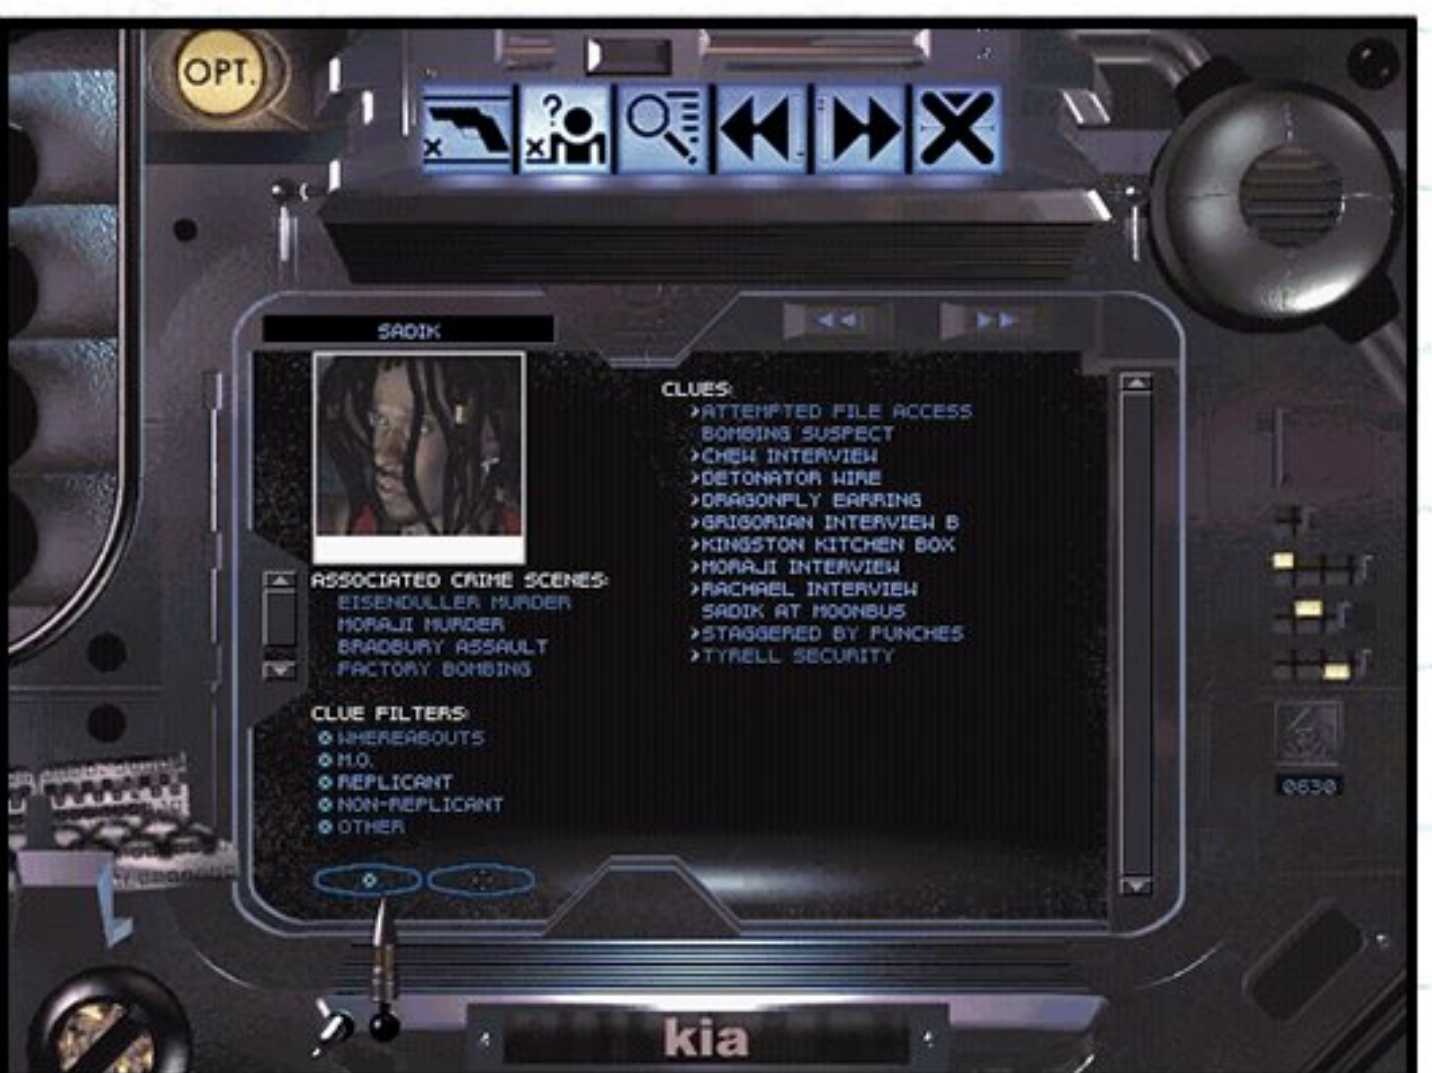 OPT.
SADIK
CLUES:
ATTEMPTED FILE ACCESS
BOMBING SUSPECT
CHEW INTERVIEW
DETONATOR WIRE
DRAGONFLY EARRING
GRIGORIAN INTERVIEW B
KINGSTON KITCHEN BOX
MORAJI INTERVIEW
RACHAEL INTERVIEW
SADIK AT MOONBUS
STAGGERED BY PUNCHES
TYRELL SECURITY
ASSOCIATED CRIME SCENES:
EISENDULLER MURDER
MORAJI MURDER
BRADBURY ASSAULT
FACTORY BOMBING
CLUE FILTERS:
WHEREABOUTS
M.O.
REPLICANT
NON-REPLICANT
OTHER
0630
kia